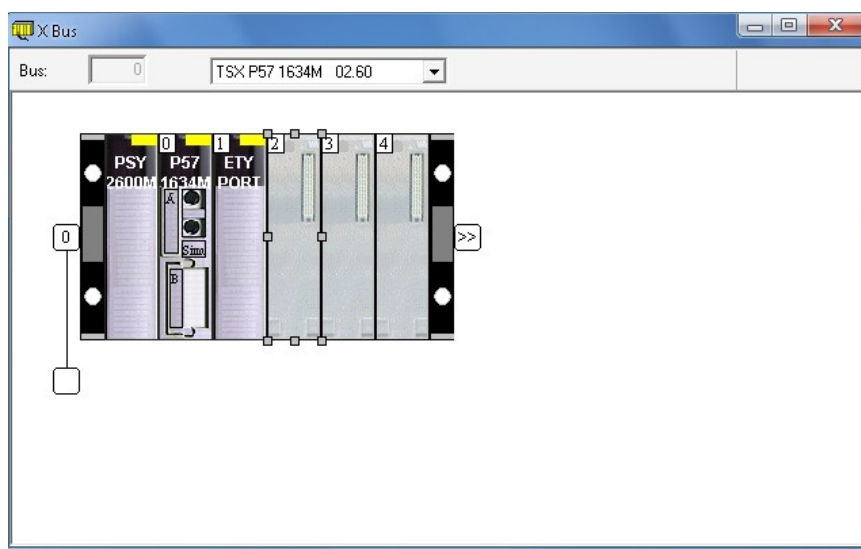 X Bus
Bus: 0 TSX P57 1634M 02.60
0 1 2 3 4
PSY P57 ETY
2600M 1634M PORT
A
0 >>
Sim
B